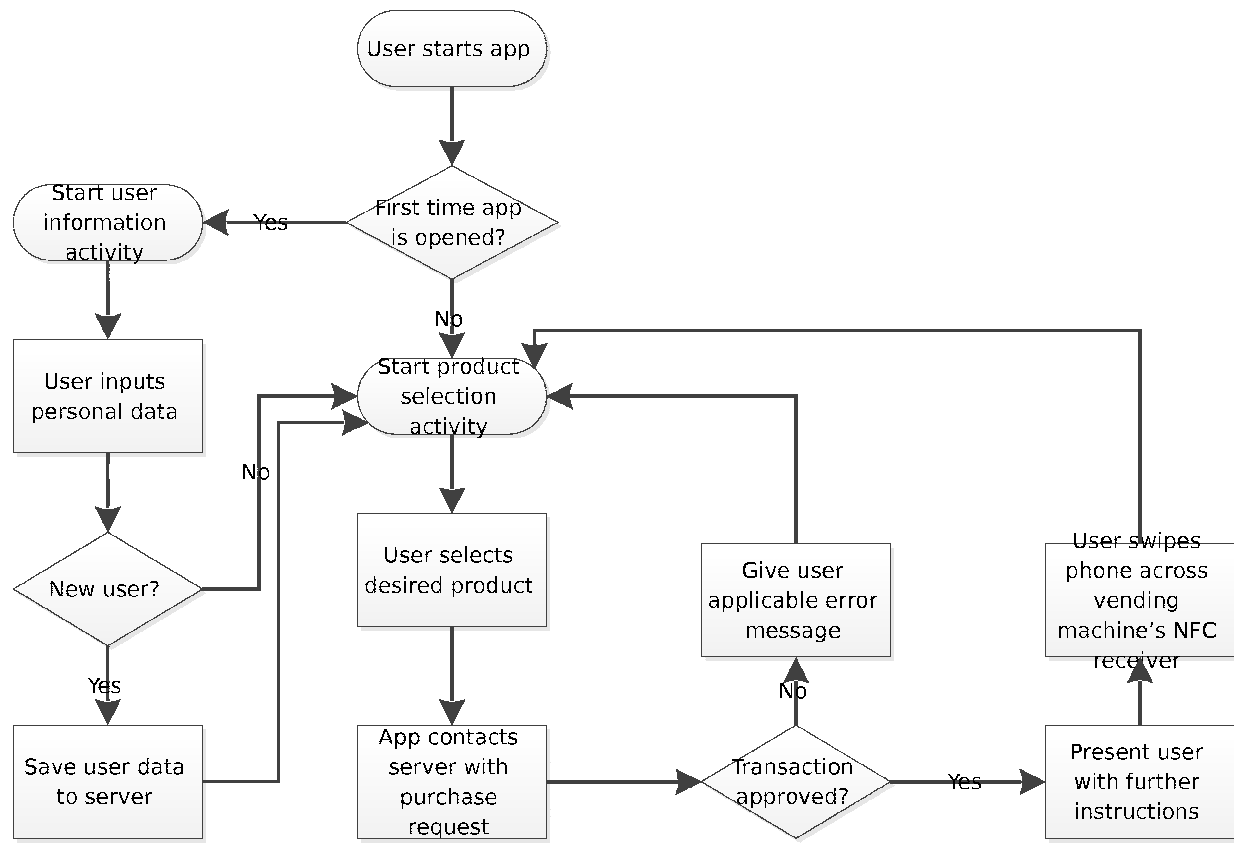 User starts app
First time app
is opened?
Yes
Start user
information
activity
No
User inputs
personal data
Start product
selection
activity
No
New user?
Yes
Save user data
to server
User selects
desired product
App contacts
server with
purchase
request
Transaction
approved?
No
Give user
applicable error
message
Yes
Present user
with further
instructions
User swipes
phone across
vending
machine’s NFC
receiver